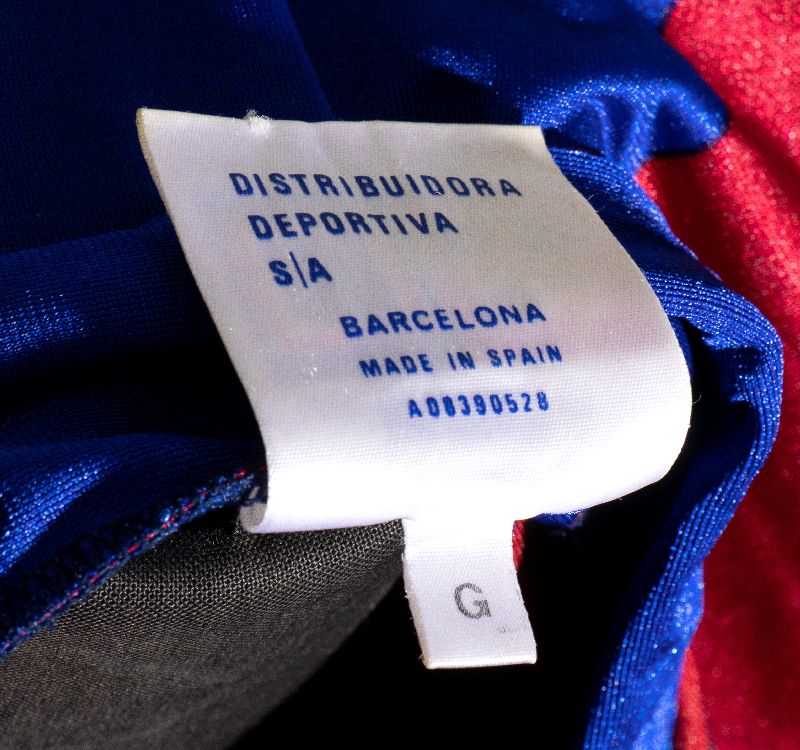 DISTRIBUIDORA
DEPORTIVA
S/A
BARCELONA
MADE IN SPAIN
A08390528
G